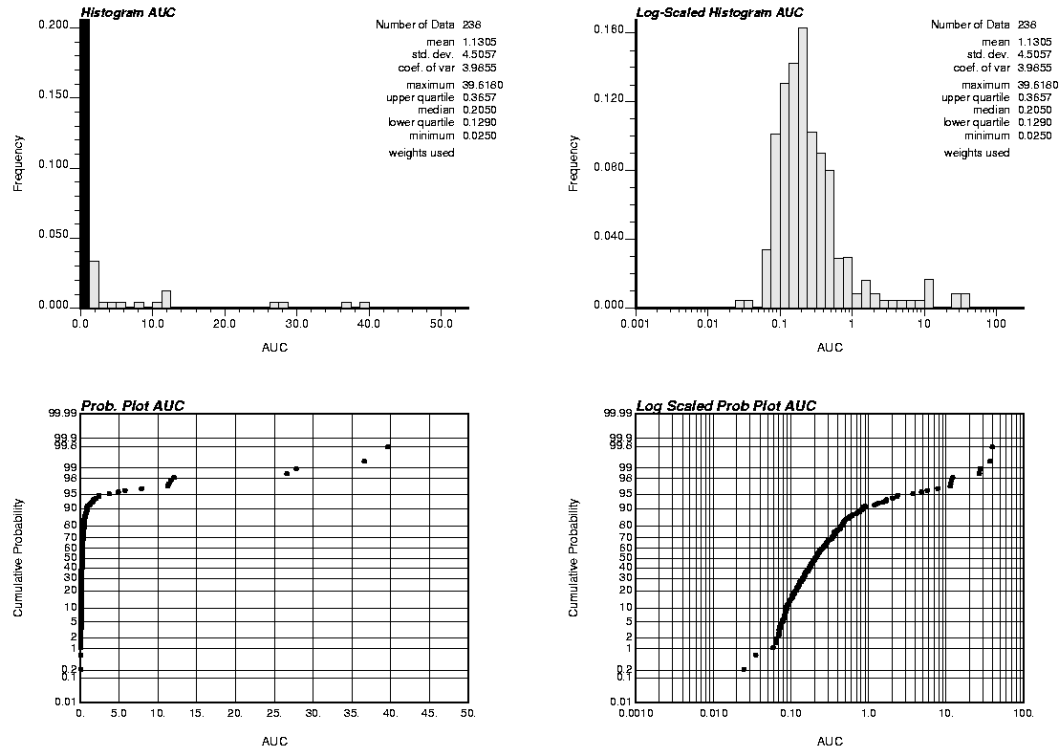 Histogram AUC
Frequency
AUC
0.000
0.050
0.100
0.150
0.200
0.0
10.0
20.0
30.0
40.0
50.0
Number of Data 238
mean 1.1305
std. dev. 4.5057
coef. of var 3.9855
maximum 39.6180
upper quartile 0.3657
median 0.2050
lower quartile 0.1290
minimum 0.0250
weights used
Log-Scaled Histogram AUC
Frequency
AUC
0.000
0.040
0.080
0.120
0.160
0.001
0.01
0.1
1
10
100
Number of Data 238
mean 1.1305
std. dev. 4.5057
coef. of var 3.9855
maximum 39.6180
upper quartile 0.3657
median 0.2050
lower quartile 0.1290
minimum 0.0250
weights used
Prob. Plot AUC
Cumulative Probability
AUC
99.99
99.9
99.8
99
98
95
90
80
70
60
50
40
30
20
10
5
2
1
0.2
0.1
0.01
0.
5.0
10.
15.
20.
25.
30.
35.
40.
45.
50.
Log Scaled Prob Plot AUC
Cumulative Probability
AUC
99.99
99.9
99.8
99
98
95
90
80
70
60
50
40
30
20
10
5
2
1
0.2
0.1
0.01
0.0010
0.010
0.10
1.0
10.
100.